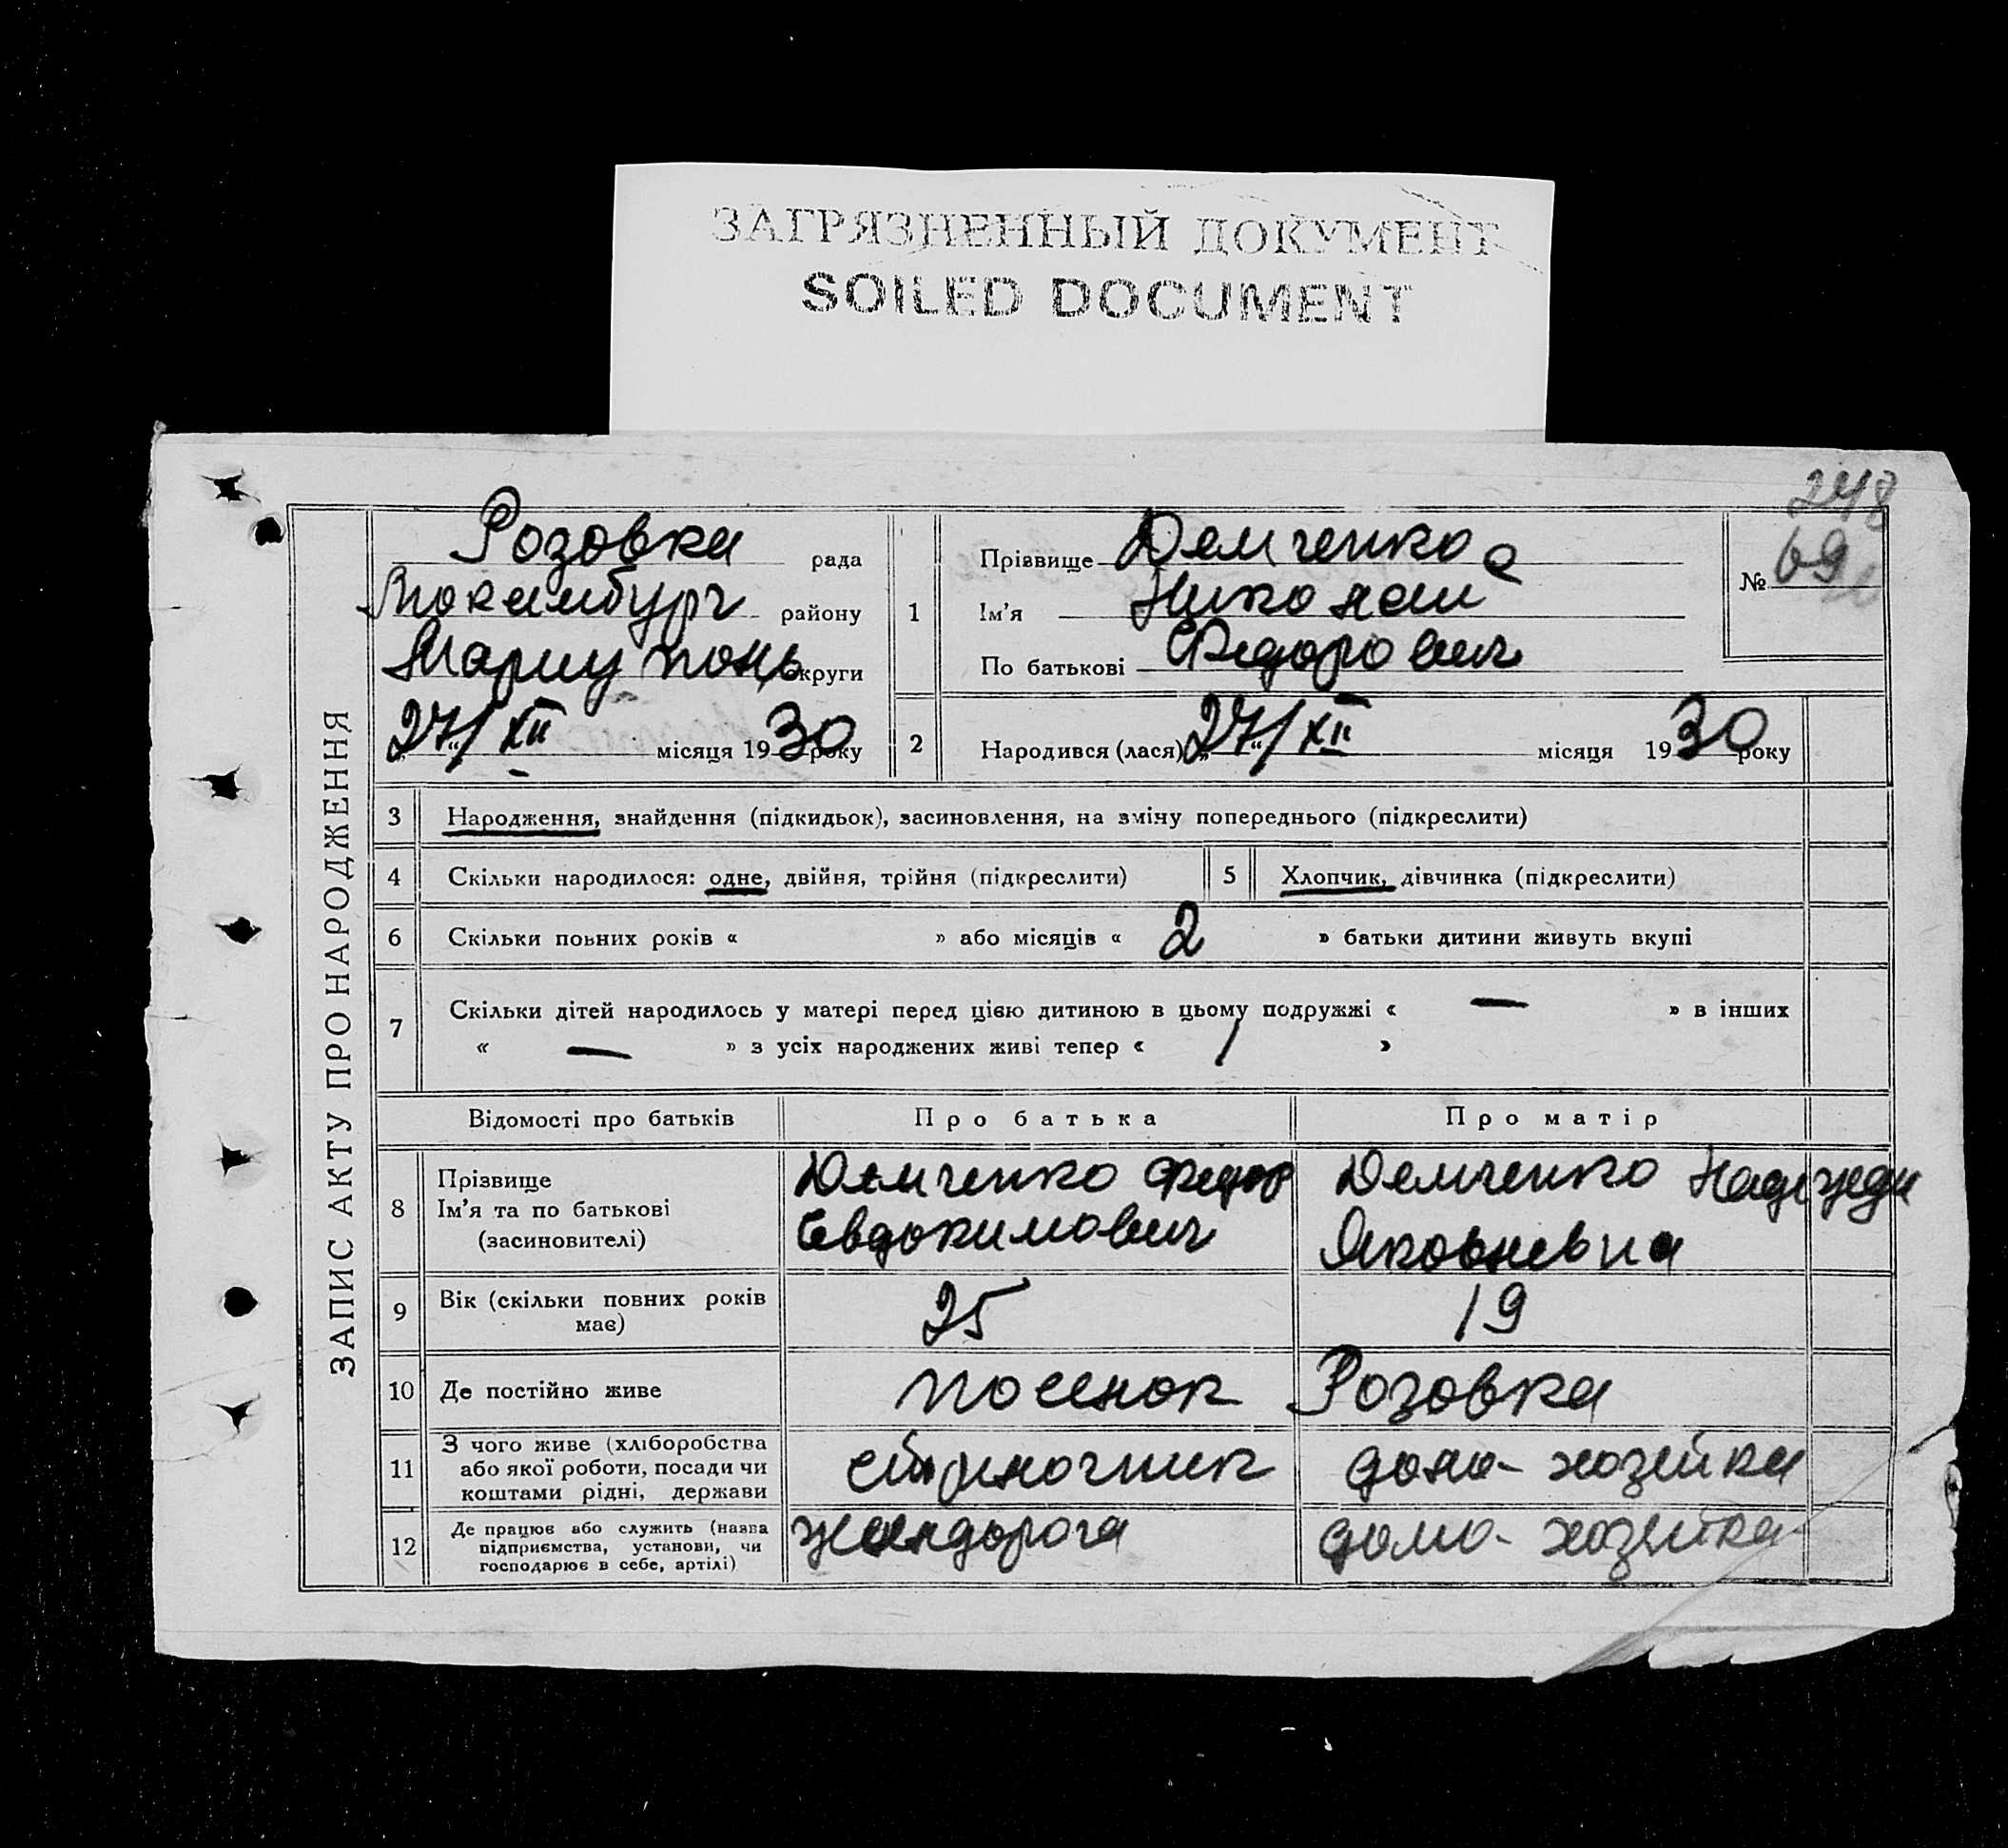 ЗАГРЯЗНЕННЫЙ ДОКУМЕНТ
SOILED DOCUMENT
248
ЗАПИС АКТУ ПРО НАРОДЖЕННЯ
Розовка рада
району
Мариуполь округи
27/XII місяця 1930 року
1
Прізвище Демченко
Ім'я Николай
По батькові Федорович
№ 69
2 Народився (лася) „27/XII місяця 1930 року
3 Народження, знайдення (підкидьок), засиновлення, на зміну попереднього (підкреслити)
4 Скільки народилося: одне, двійня, трійня (підкреслити) 5 Хлопчик, дівчинка (підкреслити)
6 Скільки повних років « » або місяців « 2 » батьки дитини живуть вкупі
7 Скільки дітей народилось у матері перед цією дитиною в цьому подружжі « — » в інших
« — » з усіх народжених живі тепер « 1 »
Відомості про батьків Про батька Про матір
8 Прізвище
Ім'я та по батькові
(засиновителі)
Демченко Федор
Евдокимович
Демченко Надежда
Яковлевна
9 Вік (скільки повних років
має)
25 19
10 Де постійно живе поселок Розовка
11 З чого живе (хліборобства
або якої роботи, посади чи
коштами рідні, держави
домо-хозяйка
12 Де працює або служить (назва
підприємства, установи, чи
господарює в себе, артілі)
желдорога домо-хозяйка